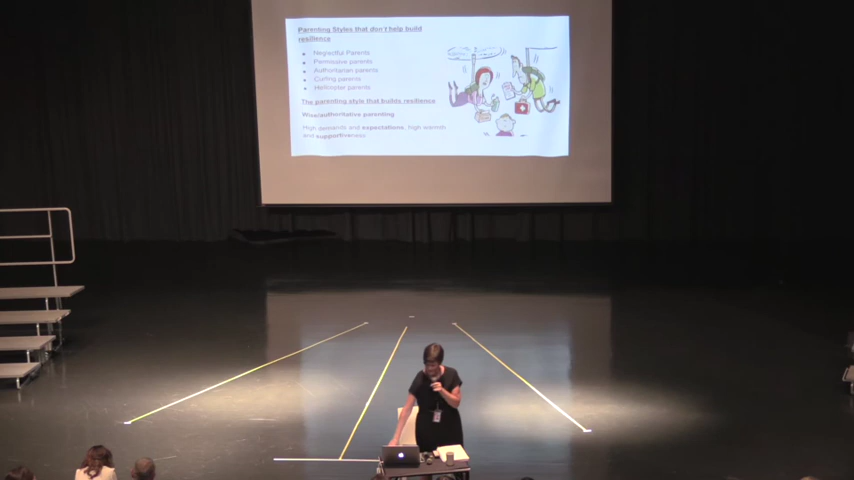 Parenting Styles that don't help build
resilience
Neglectful Parents
Permissive parents
Authoritarian parents
Curling parents
Helicopter parents
The parenting style that builds resilience
Wise/authoritative parenting
High demands and expectations, high warmth
and supportiveness